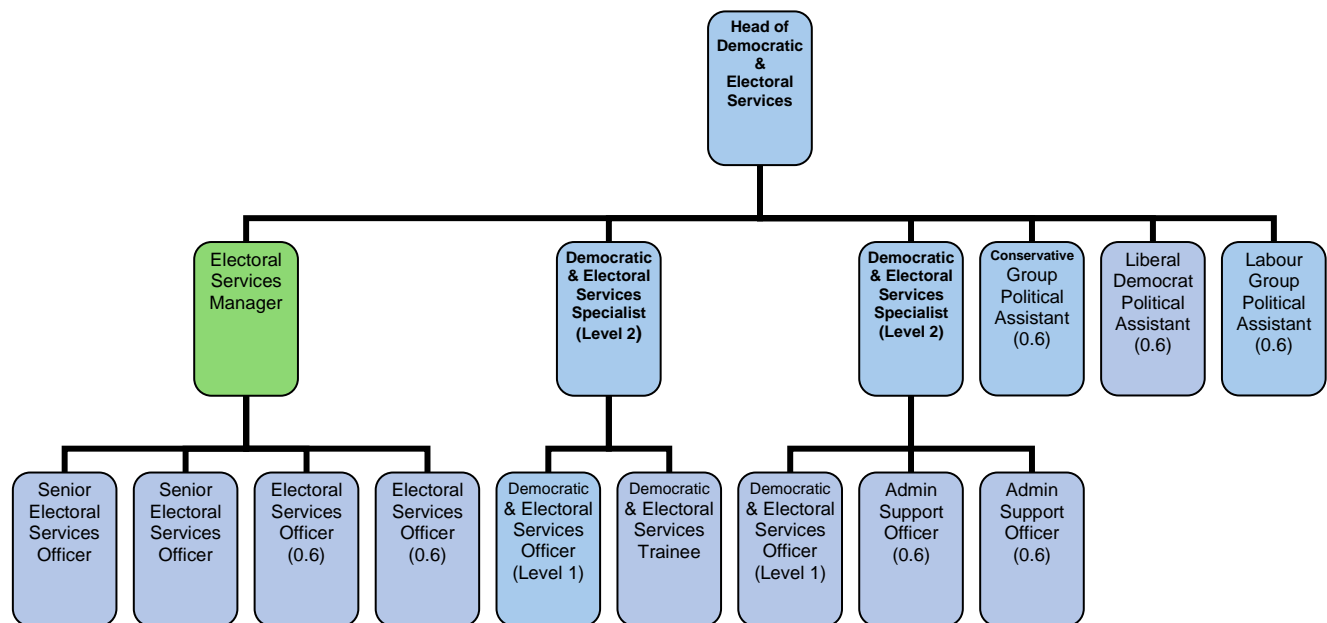 Head of
Democratic
&
Electoral
Services
Electoral
Services
Manager
Democratic
& Electoral
Services
Specialist
(Level 2)
Democratic
& Electoral
Services
Specialist
(Level 2)
Conservative
Group
Political
Assistant
(0.6)
Liberal
Democrat
Political
Assistant
(0.6)
Labour
Group
Political
Assistant
(0.6)
Senior
Electoral
Services
Officer
Senior
Electoral
Services
Officer
Electoral
Services
Officer
(0.6)
Electoral
Services
Officer
(0.6)
Democratic
& Electoral
Services
Officer
(Level 1)
Democratic
& Electoral
Services
Trainee
Democratic
& Electoral
Services
Officer
(Level 1)
Admin
Support
Officer
(0.6)
Admin
Support
Officer
(0.6)